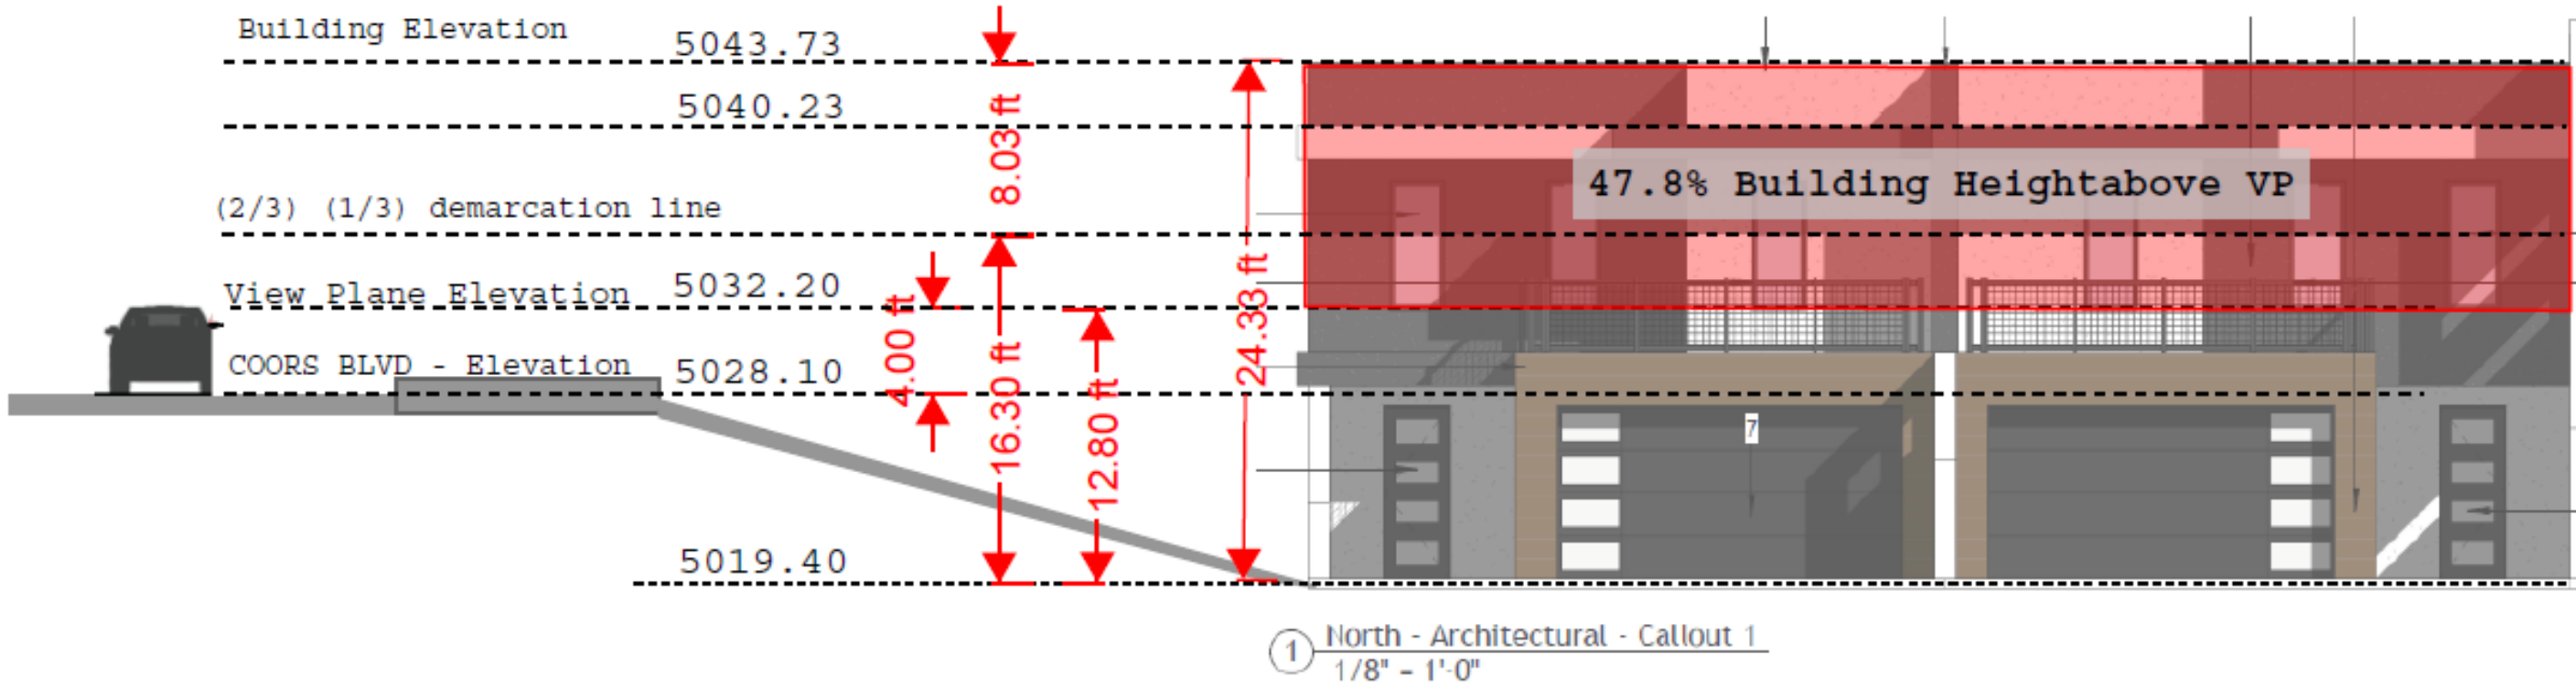 Building Elevation
5043.73
5040.23
8.03 ft
(2/3) (1/3) demarcation line
47.8% Building Heightabove VP
View Plane Elevation
5032.20
4.00 ft
16.30 ft
12.80 ft
24.33 ft
COORS BLVD - Elevation
5028.10
7
5019.40
1
North - Architectural - Callout 1
1/8" = 1'-0"